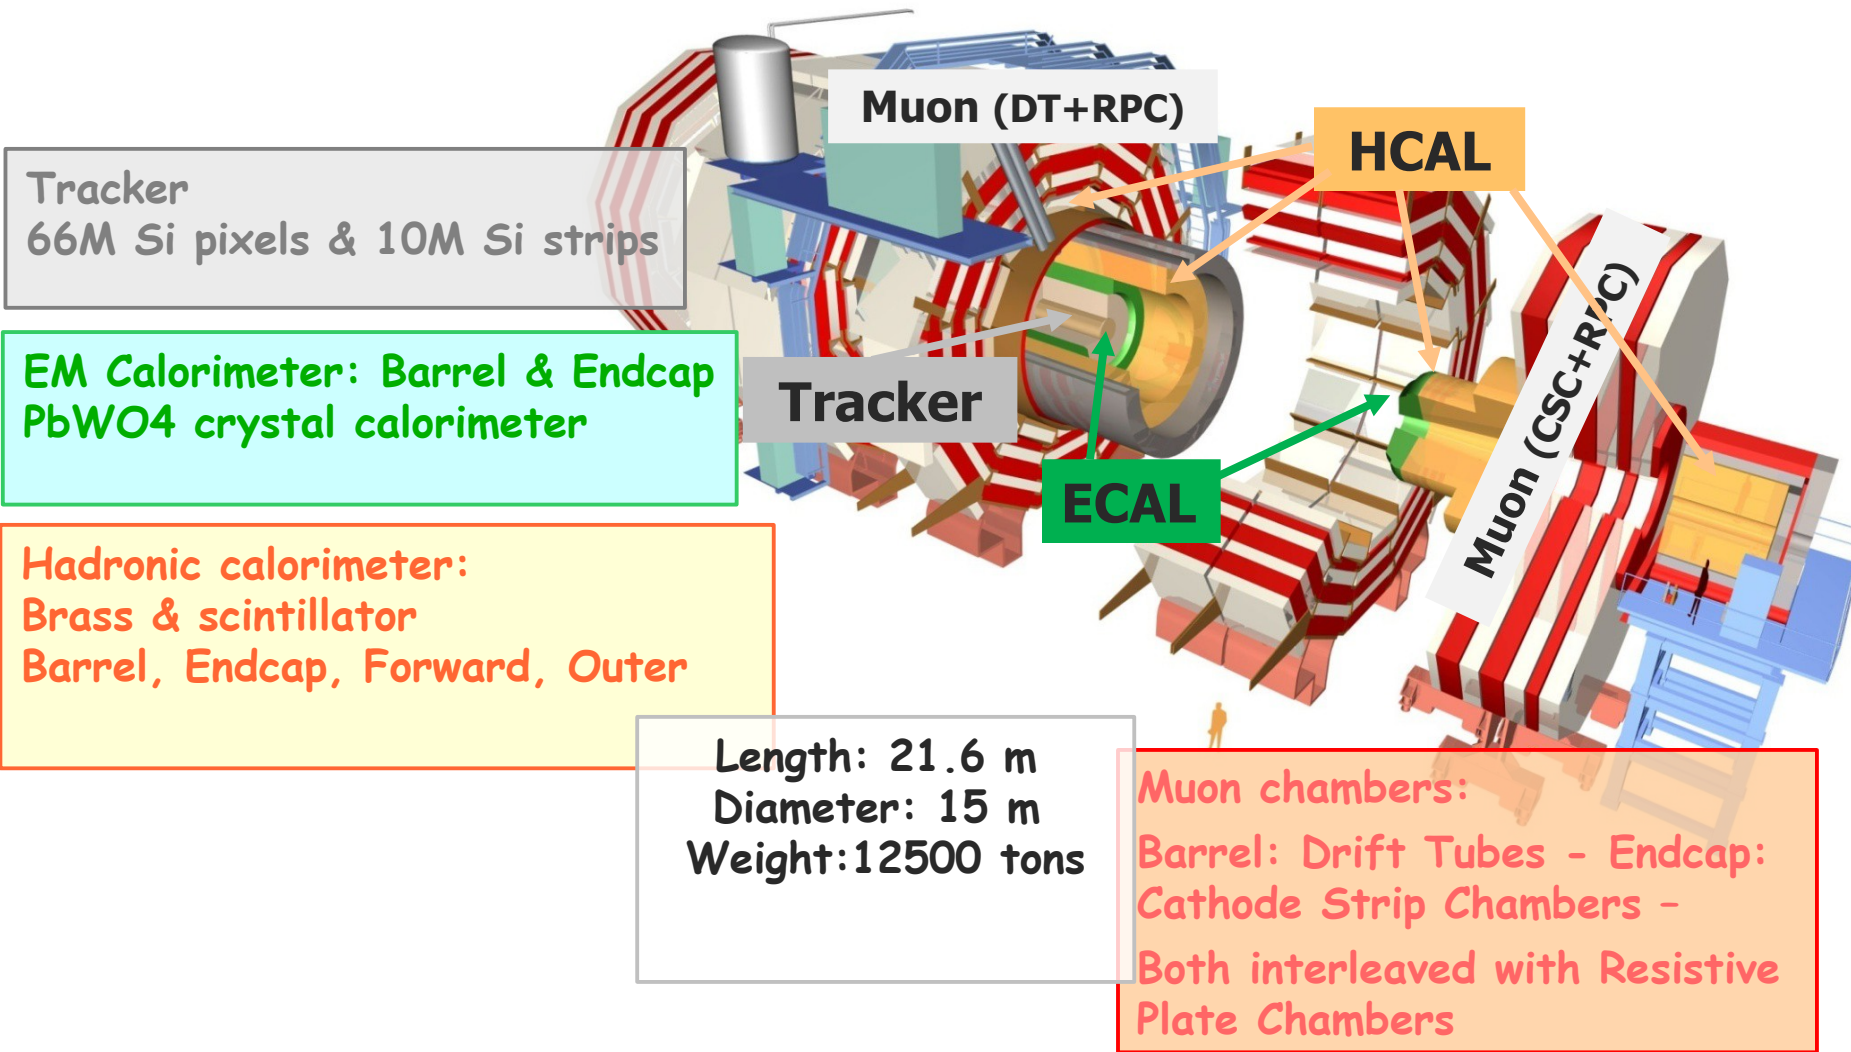 Muon (DT+RPC)
HCAL
Tracker
66M Si pixels & 10M Si strips
Muon (CSC+RPC)
EM Calorimeter: Barrel & Endcap
PbWO4 crystal calorimeter
Tracker
ECAL
Hadronic calorimeter:
Brass & scintillator
Barrel, Endcap, Forward, Outer
Length: 21.6 m
Diameter: 15 m
Weight:12500 tons
Muon chambers:
Barrel: Drift Tubes - Endcap:
Cathode Strip Chambers –
Both interleaved with Resistive
Plate Chambers